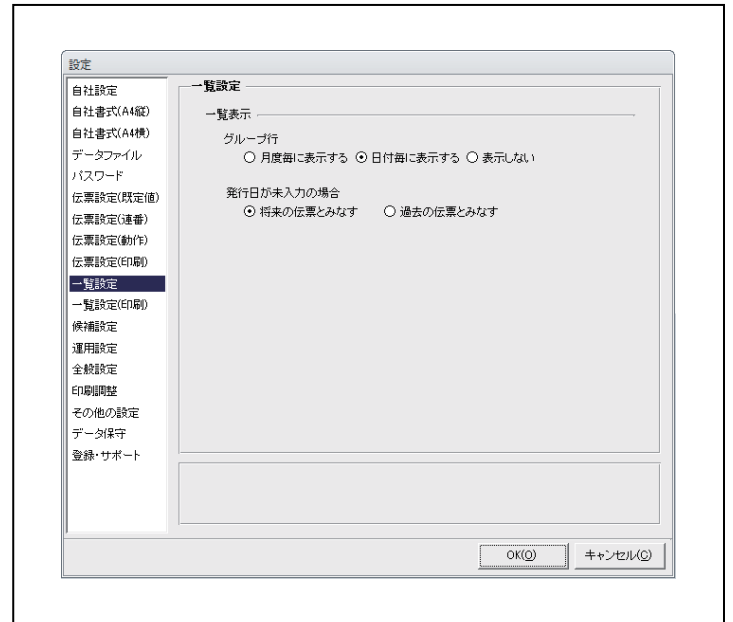 設定
自社設定
自社書式(A4縦)
自社書式(A4横)
データファイル
パスワード
伝票設定(既定値)
伝票設定(連番)
伝票設定(動作)
伝票設定(印刷)
一覧設定
一覧設定(印刷)
候補設定
運用設定
全般設定
印刷調整
その他の設定
データ保守
登録・サポート
一覧設定
一覧表示
グループ行
月度毎に表示する 日付毎に表示する 表示しない
発行日が未入力の場合
将来の伝票とみなす 過去の伝票とみなす
OK(O) キャンセル(C)